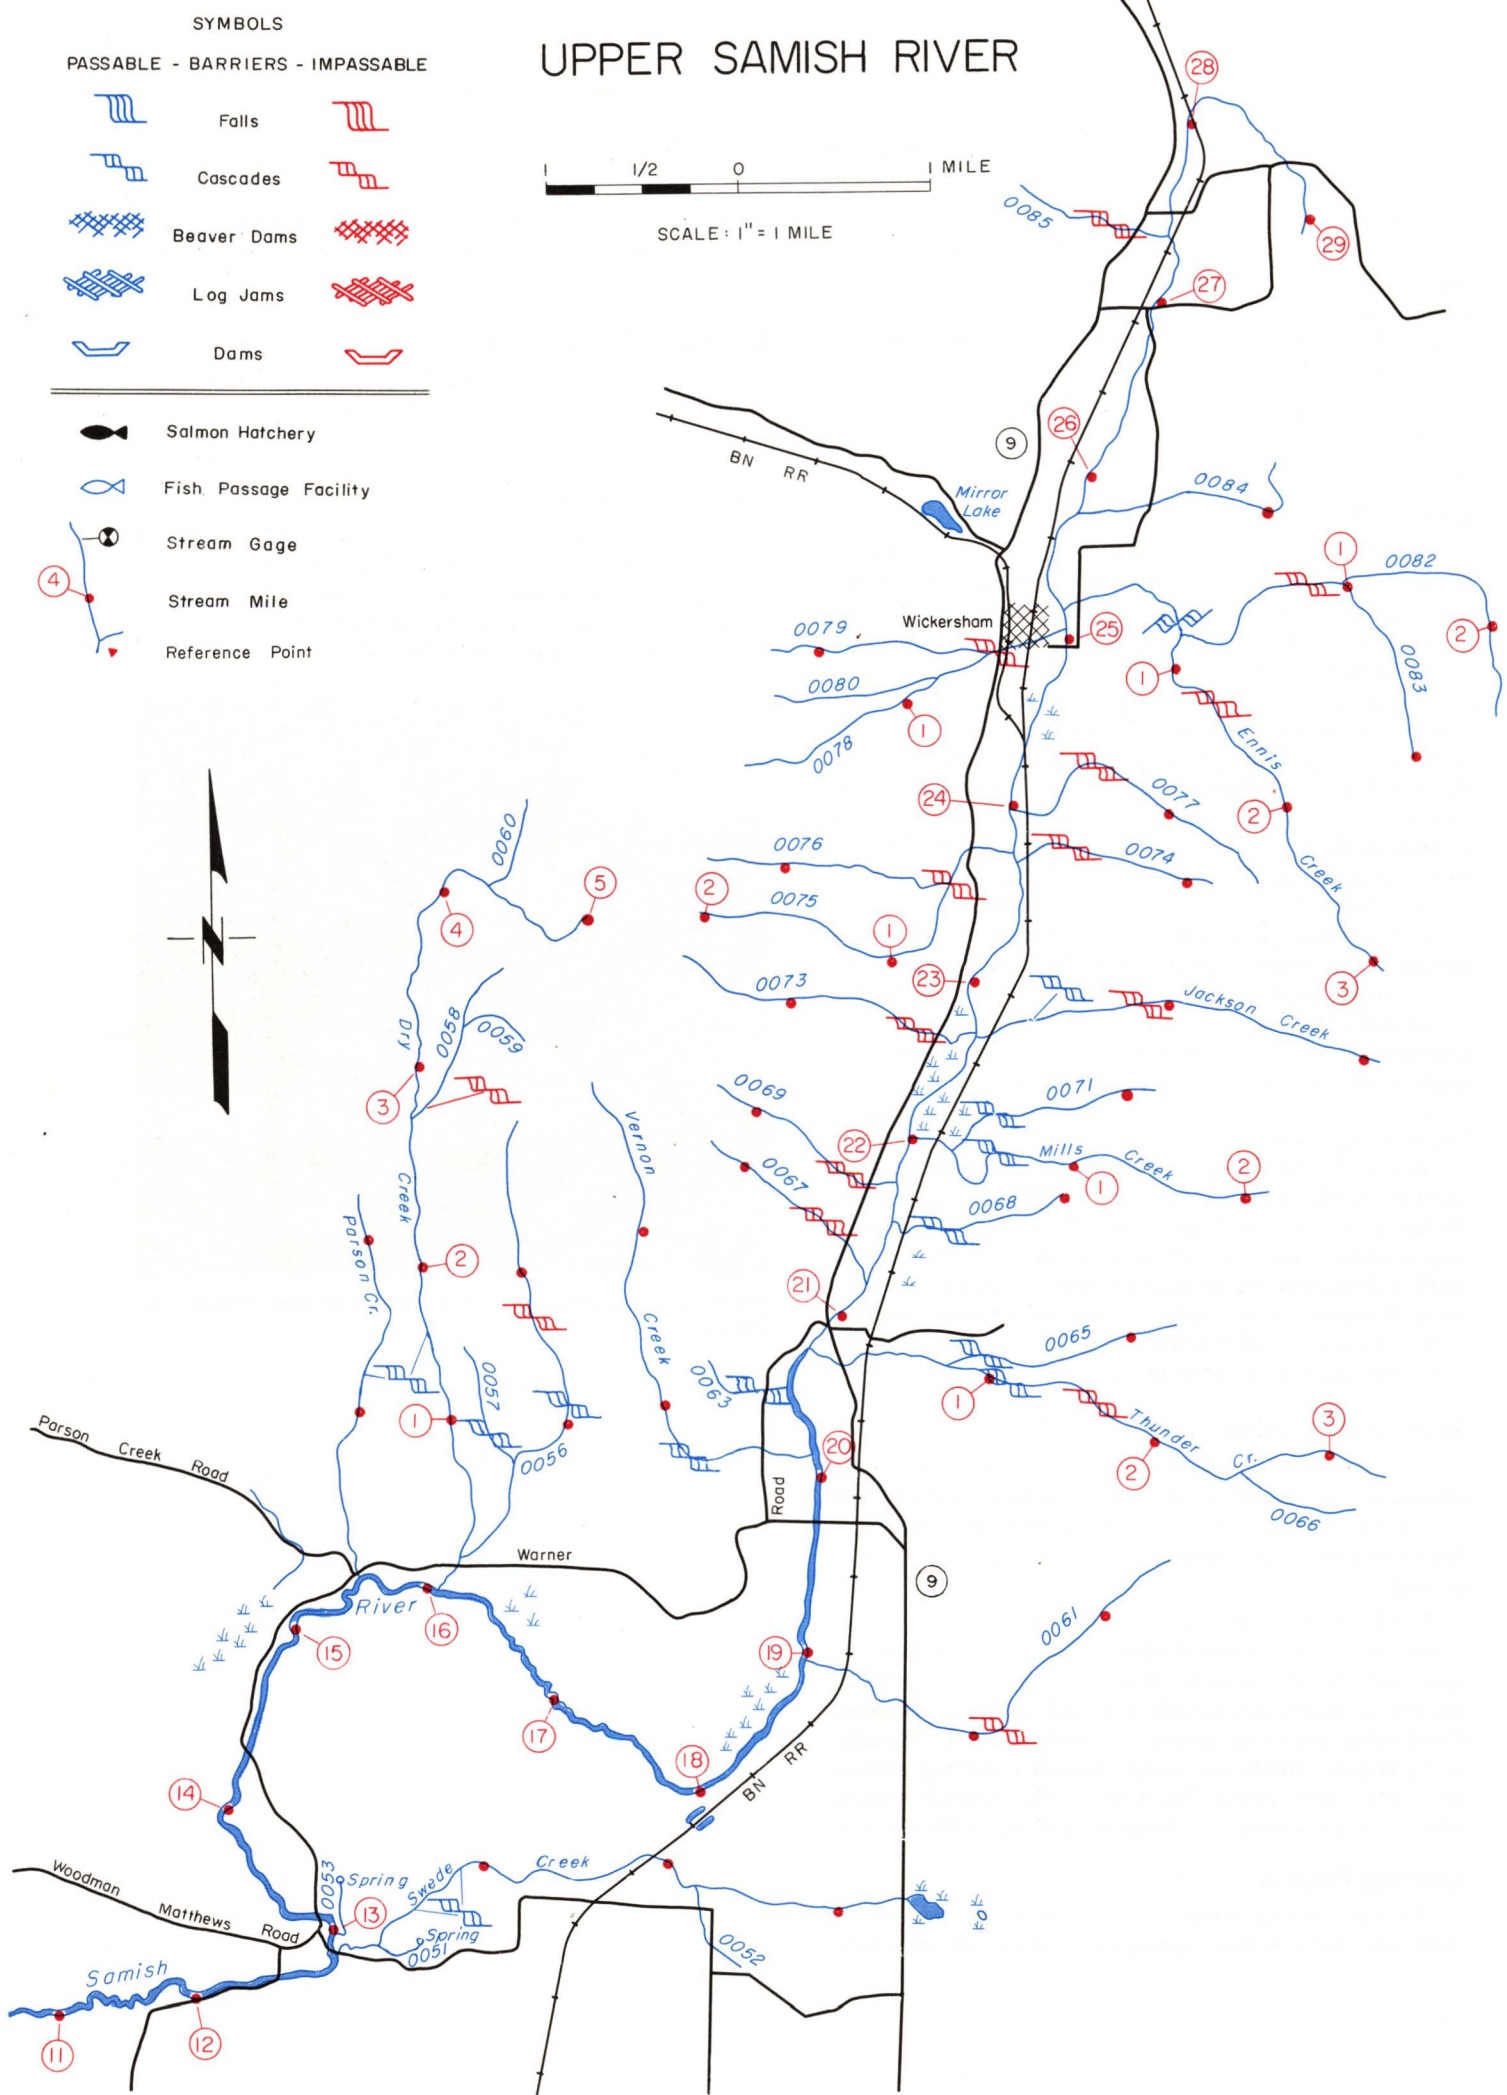 SYMBOLS
PASSABLE - BARRIERS - IMPASSABLE
Falls
Cascades
Beaver Dams
Log Jams
Dams
Salmon Hatchery
Fish Passage Facility
Stream Gage
4
Stream Mile
Reference Point
UPPER SAMISH RIVER
1 1/2 0 1 MILE
SCALE: 1" = 1 MILE
28
0085
29
27
26
9
BN RR
Mirror
Lake
0084
1
0082
Wickersham
25
2
0079
0080
1
0083
1
0078
Ennis
24
0077
2
0060
0076
0074
Creek
5
2
0075
4
1
23
3
0073
Dry
0058
0059
Jackson Creek
3
0069
0071
Vernon
22
Mills Creek
2
1
0067
0068
Creek
Parson Cr.
2
21
0065
Creek
0057
0063
1
1
Thunder
3
Parson Creek Road
20
2
Cr.
0056
Road
0066
Warner
9
River
16
0061
15
19
17
18
BN RR
14
Woodman
Matthews Road
0053
Spring
Swede Creek
13
Spring
0051
0052
Samish
12
11